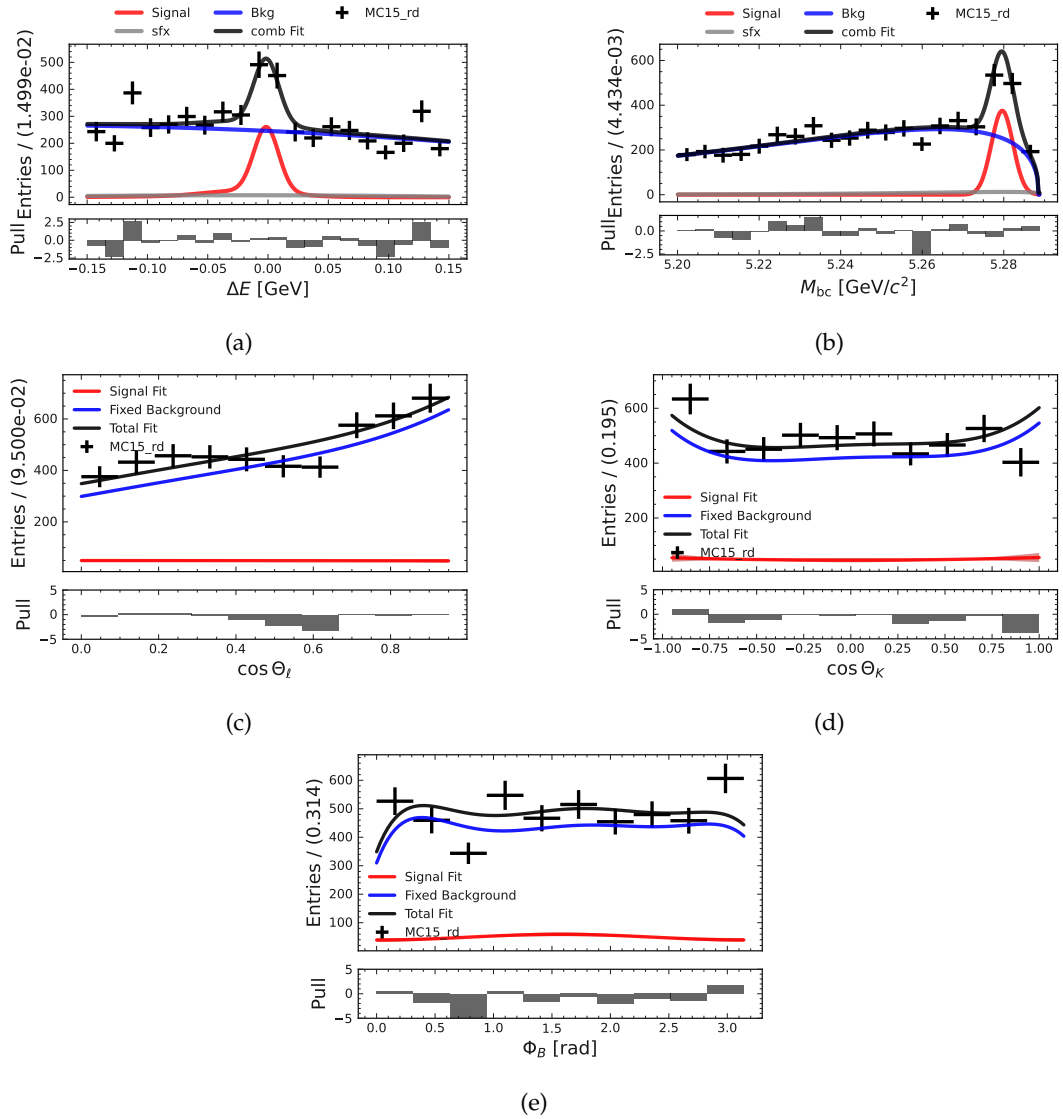 Signal Bkg MC15_rd
sfx comb Fit
Entries / (1.499e-02)
500
400
300
200
100
0
Pull
2.5
0.0
−2.5
−0.15 −0.10 −0.05 0.00 0.05 0.10 0.15
ΔE [GeV]
(a)
Signal Bkg MC15_rd
sfx comb Fit
Entries / (4.434e-03)
600
400
200
0
Pull
0.0
−2.5
5.20 5.22 5.24 5.26 5.28
M_bc [GeV/c²]
(b)
Entries / (9.500e-02)
Signal Fit
Fixed Background
Total Fit
MC15_rd
600
400
200
Pull
5
0
−5
0.0 0.2 0.4 0.6 0.8
cos Θ_ℓ
(c)
Entries / (0.195)
600
400
200
Signal Fit
Fixed Background
Total Fit
MC15_rd
Pull
5
0
−5
−1.00 −0.75 −0.50 −0.25 0.00 0.25 0.50 0.75 1.00
cos Θ_K
(d)
Entries / (0.314)
600
500
400
300
200
100
Signal Fit
Fixed Background
Total Fit
MC15_rd
Pull
5
0
−5
0.0 0.5 1.0 1.5 2.0 2.5 3.0
Φ_B [rad]
(e)